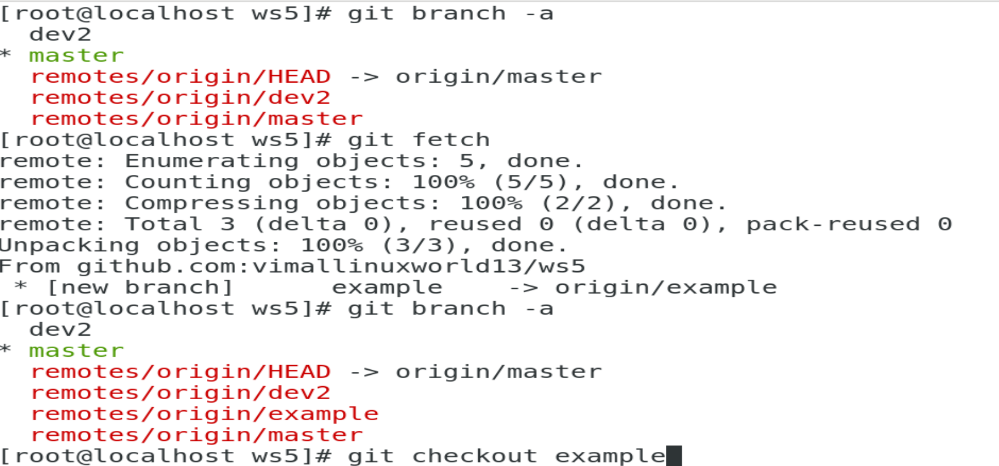 [root@localhost ws5]# git branch -a
  dev2
* master
  remotes/origin/HEAD -> origin/master
  remotes/origin/dev2
  remotes/origin/master
[root@localhost ws5]# git fetch
remote: Enumerating objects: 5, done.
remote: Counting objects: 100% (5/5), done.
remote: Compressing objects: 100% (2/2), done.
remote: Total 3 (delta 0), reused 0 (delta 0), pack-reused 0
Unpacking objects: 100% (3/3), done.
From github.com:vimallinuxworld13/ws5
 * [new branch]      example    -> origin/example
[root@localhost ws5]# git branch -a
  dev2
* master
  remotes/origin/HEAD -> origin/master
  remotes/origin/dev2
  remotes/origin/example
  remotes/origin/master
[root@localhost ws5]# git checkout example